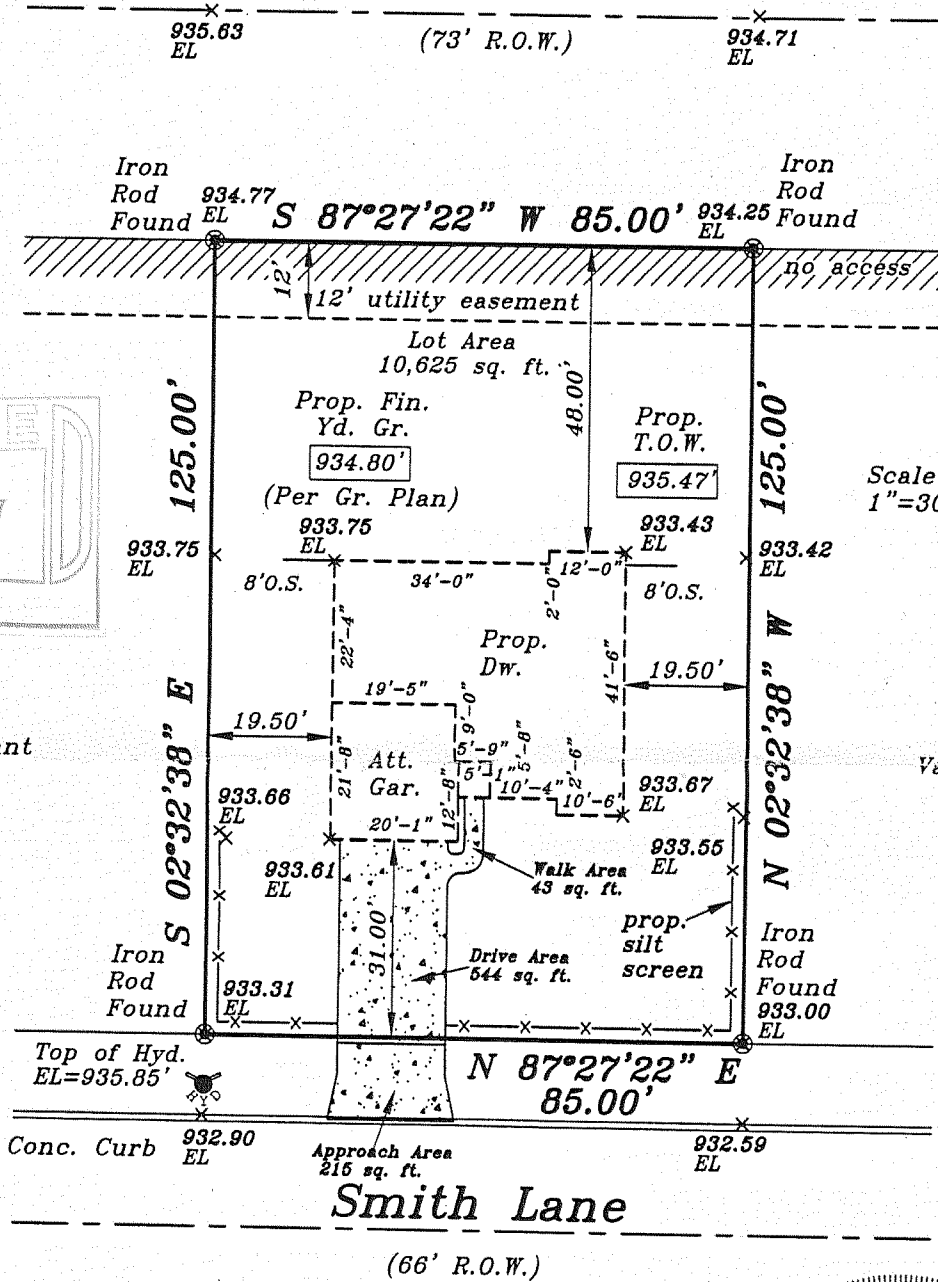 935.63
EL
(73' R.O.W.)
934.71
EL
Iron
Rod
Found
934.77
EL
S 87°27'22" W 85.00'
934.25
EL
Iron
Rod
Found
no access
12'
12' utility easement
Lot Area
10,625 sq. ft.
48.00'
125.00'
125.00'
Prop. Fin.
Yd. Gr.
934.80'
(Per Gr. Plan)
Prop.
T.O.W.
935.47'
Scale
1"=30
933.75
EL
933.75
EL
933.43
EL
933.42
EL
8'O.S.
34'-0"
12'-0"
2'-0"
8'O.S.
22'-4"
Prop.
Dw.
41'-6"
19.50'
19.50'
19'-5"
9'-0"
5'-9"
5'
1"
5'-8"
10'-4"
2'-6"
10'-6"
Att.
Gar.
21'-8"
12'-8"
20'-1"
S 02°32'38" E
N 02°32'38" W
933.66
EL
933.61
EL
933.67
EL
933.55
EL
Walk Area
43 sq. ft.
31.00'
Drive Area
544 sq. ft.
prop.
silt
screen
Iron
Rod
Found
933.31
EL
Iron
Rod
Found
933.00
EL
Top of Hyd.
EL=935.85'
HYD
N 87°27'22" E
85.00'
Conc. Curb
932.90
EL
Approach Area
215 sq. ft.
932.59
EL
Smith Lane
(66' R.O.W.)